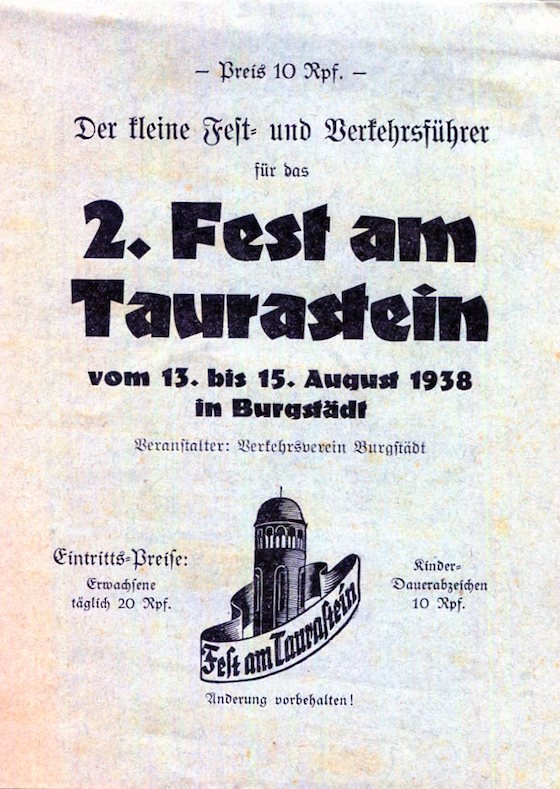 – Preis 10 Rpf. –
Der kleine Fest- und Verkehrsführer
für das
2. Fest am
Taurastein
vom 13. bis 15. August 1938
in Burgstädt
Veranstalter: Verkehrsverein Burgstädt
Eintritts-Preise:
Erwachsene
täglich 20 Rpf.
Fest am Taurastein
Kinder-
Dauerabzeichen
10 Rpf.
Änderung vorbehalten!